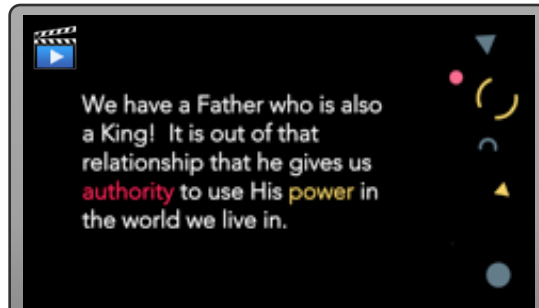 We have a Father who is also
a King! It is out of that
relationship that he gives us
authority to use His power in
the world we live in.